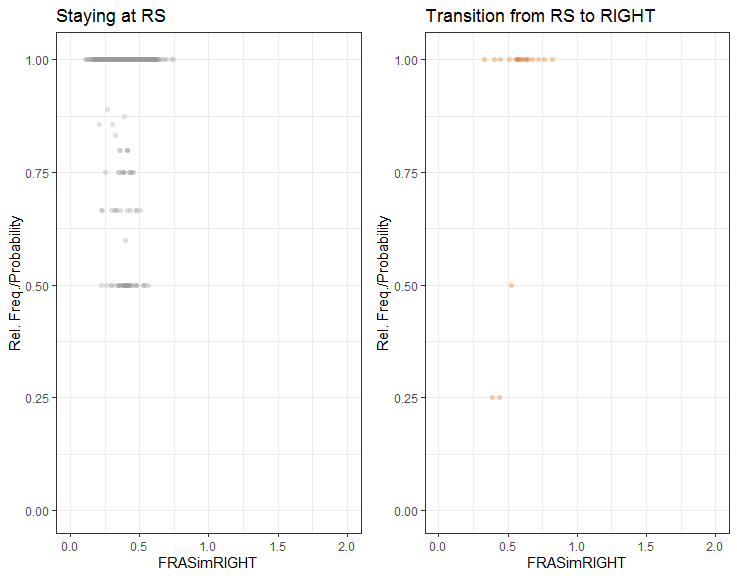 Staying at RS
Transition from RS to RIGHT
Rel. Freq./Probability
1.00
0.75
0.50
0.25
0.00
0.0 0.5 1.0 1.5 2.0
FRASimRIGHT
Rel. Freq./Probability
1.00
0.75
0.50
0.25
0.00
0.0 0.5 1.0 1.5 2.0
FRASimRIGHT